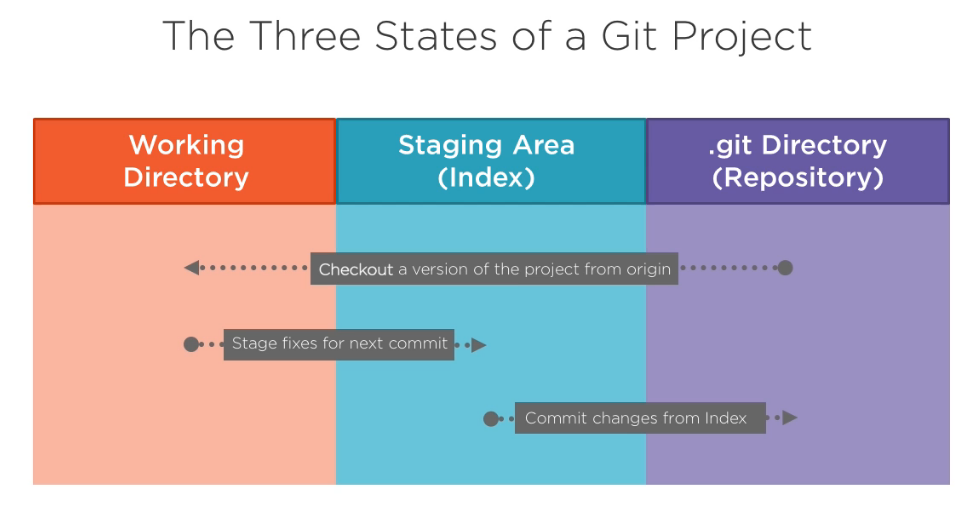 The Three States of a Git Project
Working
Directory
Staging Area
(Index)
.git Directory
(Repository)
Checkout a version of the project from origin
Stage fixes for next commit
Commit changes from Index